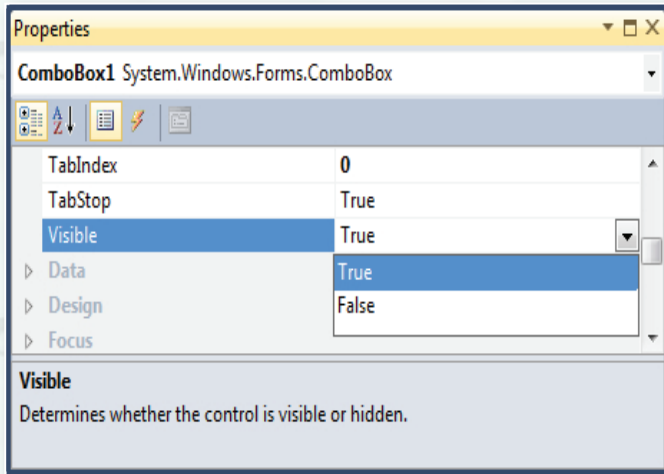 Properties
ComboBox1 System.Windows.Forms.ComboBox
TabIndex 0
TabStop True
Visible True
Data True
Design False
Focus
Visible
Determines whether the control is visible or hidden.